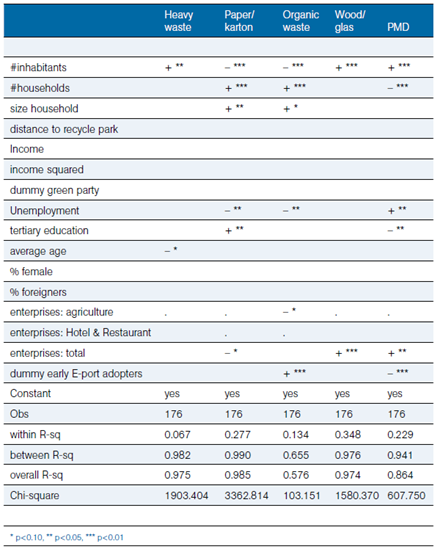 Heavy waste Paper/karton Organic waste Wood/glas PMD
#inhabitants + ** – *** – *** + *** + ***
#households + *** + *** – ***
size household + ** + *
distance to recycle park
Income
income squared
dummy green party
Unemployment – ** – ** + **
tertiary education + ** – **
average age – *
% female
% foreigners
enterprises: agriculture . . – * . .
enterprises: Hotel & Restaurant . .
enterprises: total – * + *** + **
dummy early E-port adopters + *** – ***
Constant yes yes yes yes yes
Obs 176 176 176 176 176
within R-sq 0.067 0.277 0.134 0.348 0.229
between R-sq 0.982 0.990 0.655 0.976 0.941
overall R-sq 0.975 0.985 0.576 0.974 0.864
Chi-square 1903.404 3362.814 103.151 1580.370 607.750
* p<0.10, ** p<0.05, *** p<0.01